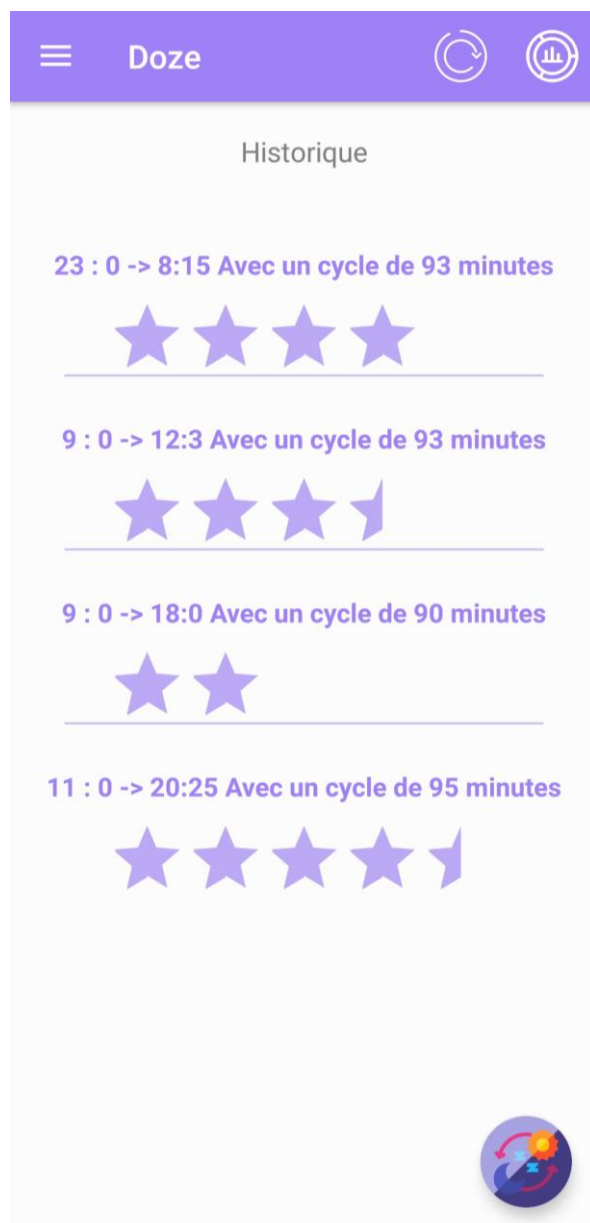 Doze
Historique
23 : 0 -> 8:15 Avec un cycle de 93 minutes
9 : 0 -> 12:3 Avec un cycle de 93 minutes
9 : 0 -> 18:0 Avec un cycle de 90 minutes
11 : 0 -> 20:25 Avec un cycle de 95 minutes